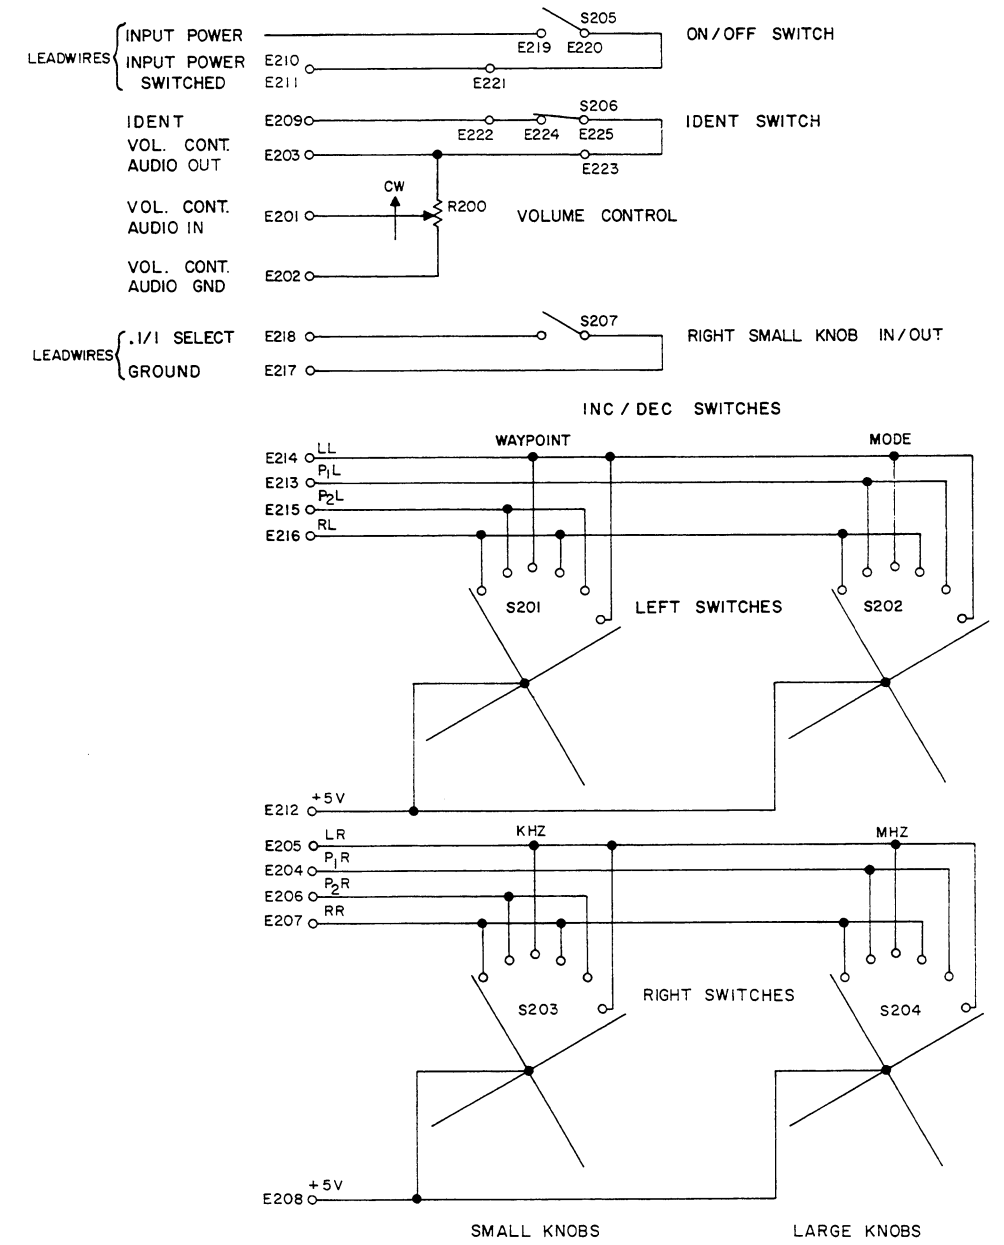 S205
INPUT POWER
ON/OFF SWITCH
E219 E220
LEADWIRES
INPUT POWER
SWITCHED
E210
E211
E221
S206
IDENT E209
IDENT SWITCH
E222 E224 E225
VOL. CONT.
AUDIO OUT
E203
E223
CW
VOL. CONT.
AUDIO IN
E201
R200
VOLUME CONTROL
VOL. CONT.
AUDIO GND
E202
S207
LEADWIRES
.1/1 SELECT E218
RIGHT SMALL KNOB IN/OUT
GROUND E217
INC/DEC SWITCHES
WAYPOINT MODE
E214 LL
E213 P1L
E215 P2L
E216 RL
S201 LEFT SWITCHES S202
E212 +5V
KHZ MHZ
E205 LR
E204 P1R
E206 P2R
E207 RR
RIGHT SWITCHES
S203 S204
E208 +5V
SMALL KNOBS LARGE KNOBS